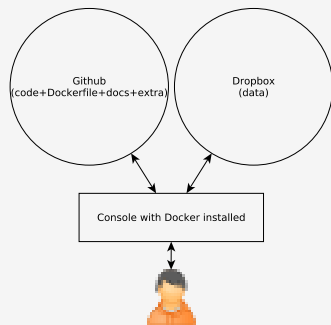 Github
(code+Dockerfile+docs+extra)
Dropbox
(data)
Console with Docker installed